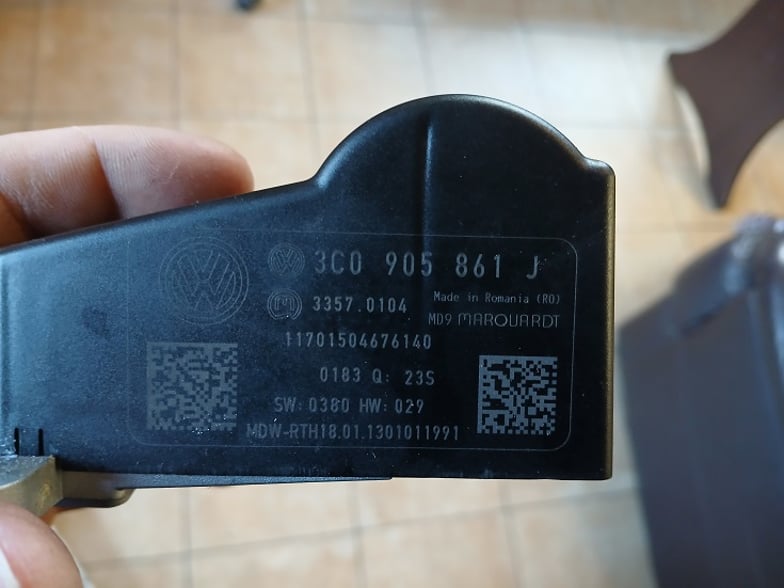 3C0 905 861 J
3357.0104 Made in Romania (RO)
MD9 MARQUARDT
11701504676140
0183 Q: 23S
SW: 0380 HW: 029
MDW-RTH18.01.1301011991